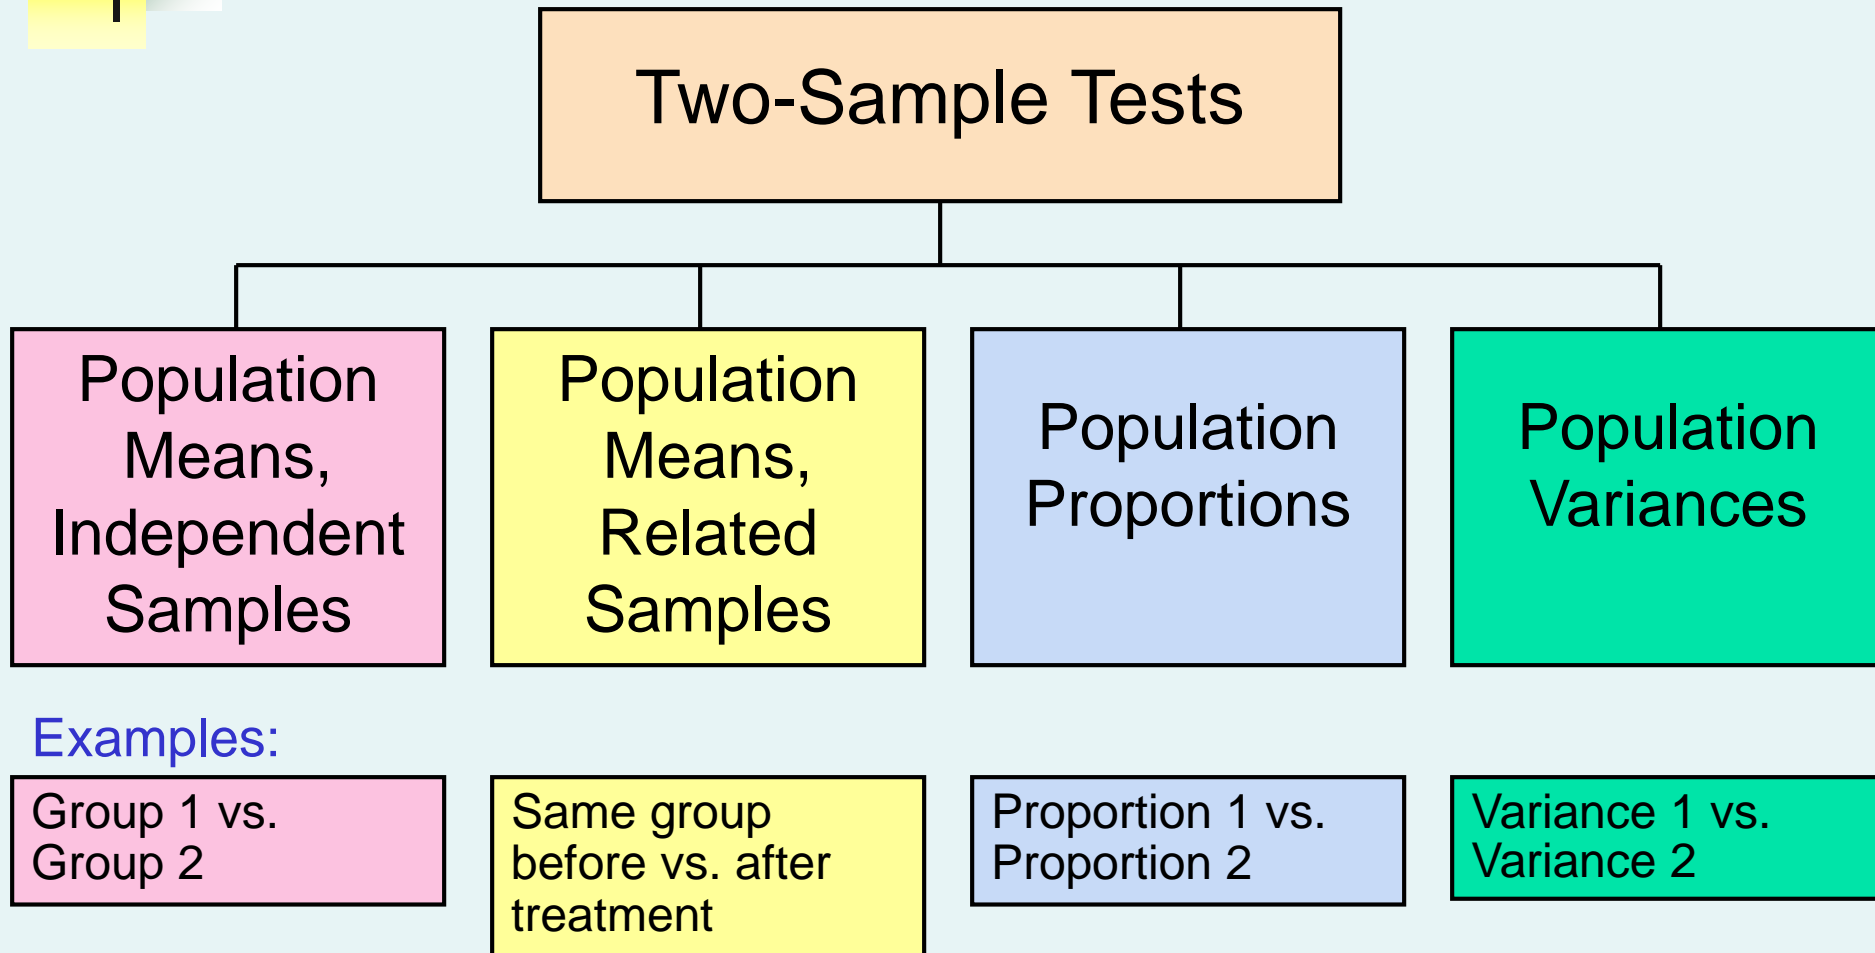 Two-Sample Tests
Population
Means,
Independent
Samples
Population
Means,
Related
Samples
Population
Proportions
Population
Variances
Examples:
Group 1 vs.
Group 2
Same group
before vs. after
treatment
Proportion 1 vs.
Proportion 2
Variance 1 vs.
Variance 2